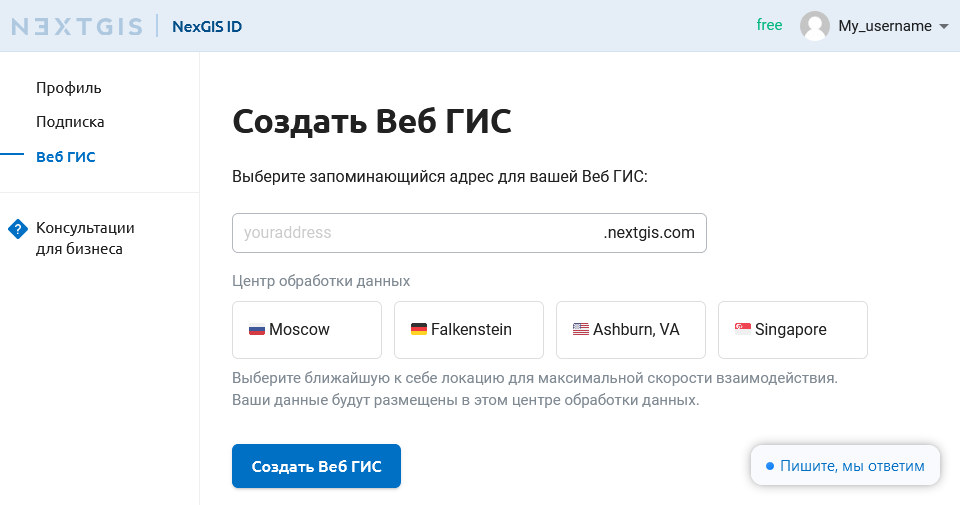 NEXTGIS
NexGIS ID
free
My_username
Профиль
Подписка
Веб ГИС
Консультации
для бизнеса
Создать Веб ГИС
Выберите запоминающийся адрес для вашей Веб ГИС:
youraddress .nextgis.com
Центр обработки данных
Moscow
Falkenstein
Ashburn, VA
Singapore
Выберите ближайшую к себе локацию для максимальной скорости взаимодействия.
Ваши данные будут размещены в этом центре обработки данных.
Создать Веб ГИС
Пишите, мы ответим